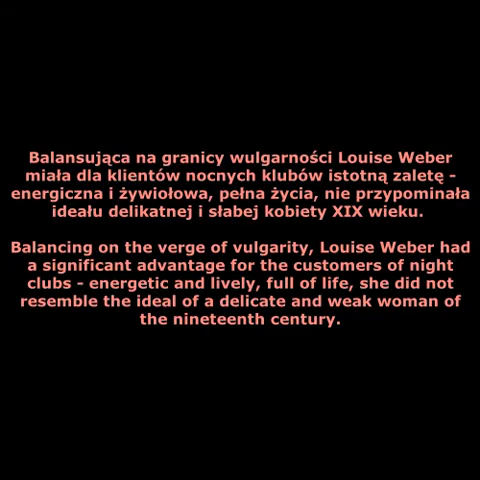 Balansująca na granicy wulgarności Louise Weber
miała dla klientów nocnych klubów istotną zaletę -
energiczna i żywiołowa, pełna życia, nie przypominała
ideału delikatnej i słabej kobiety XIX wieku.
Balancing on the verge of vulgarity, Louise Weber had
a significant advantage for the customers of night
clubs - energetic and lively, full of life, she did not
resemble the ideal of a delicate and weak woman of
the nineteenth century.